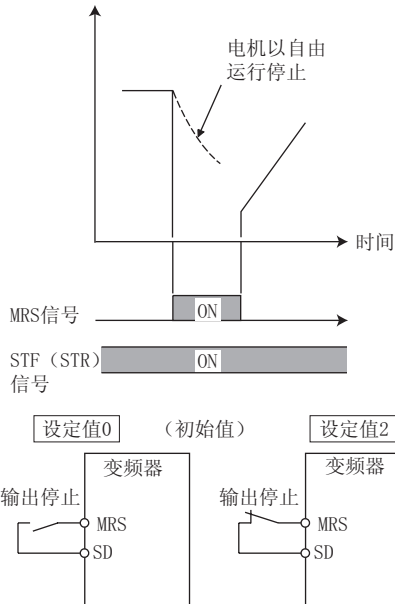 电机以自由
运行停止
时间
MRS信号
ON
STF（STR）
信号
ON
设定值0
（初始值）
设定值2
变频器
变频器
输出停止
输出停止
MRS
MRS
SD
SD